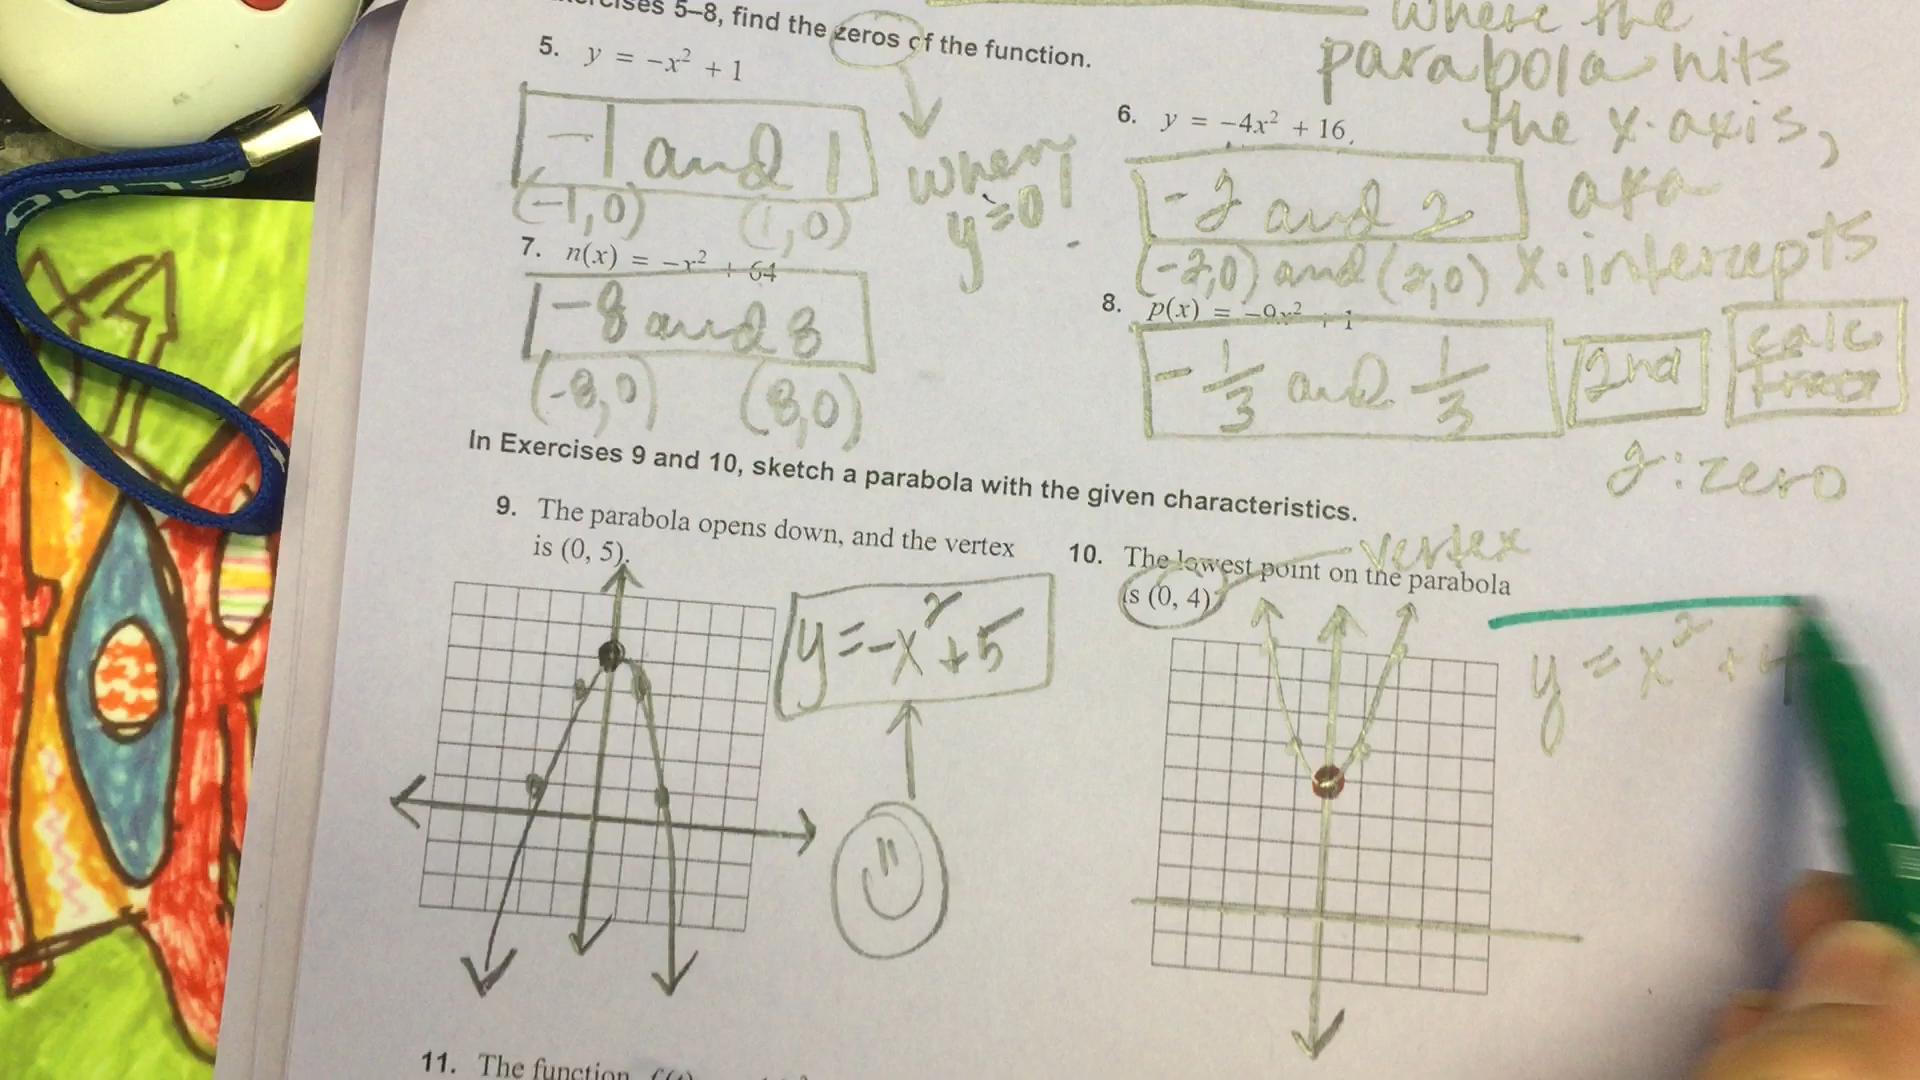 5–8, find the zeros of the function.
5. y = −x² + 1
−1 and 1
(−1,0) (1,0)
when
y=0
where the
parabola hits
the x-axis,
aka
x-intercepts
6. y = −4x² + 16
-2 and 2
(-2,0) and (2,0)
7. n(x) = −x² + 64
−8 and 8
(-8,0) (8,0)
8. p(x) = −9x² + 1
- 1/3 and 1/3
2nd
calc
trace
2:zero
In Exercises 9 and 10, sketch a parabola with the given characteristics.
9. The parabola opens down, and the vertex
is (0, 5).
y=-x²+5
10. The lowest point on the parabola
is (0, 4)
vertex
y = x² + 4
11. The function